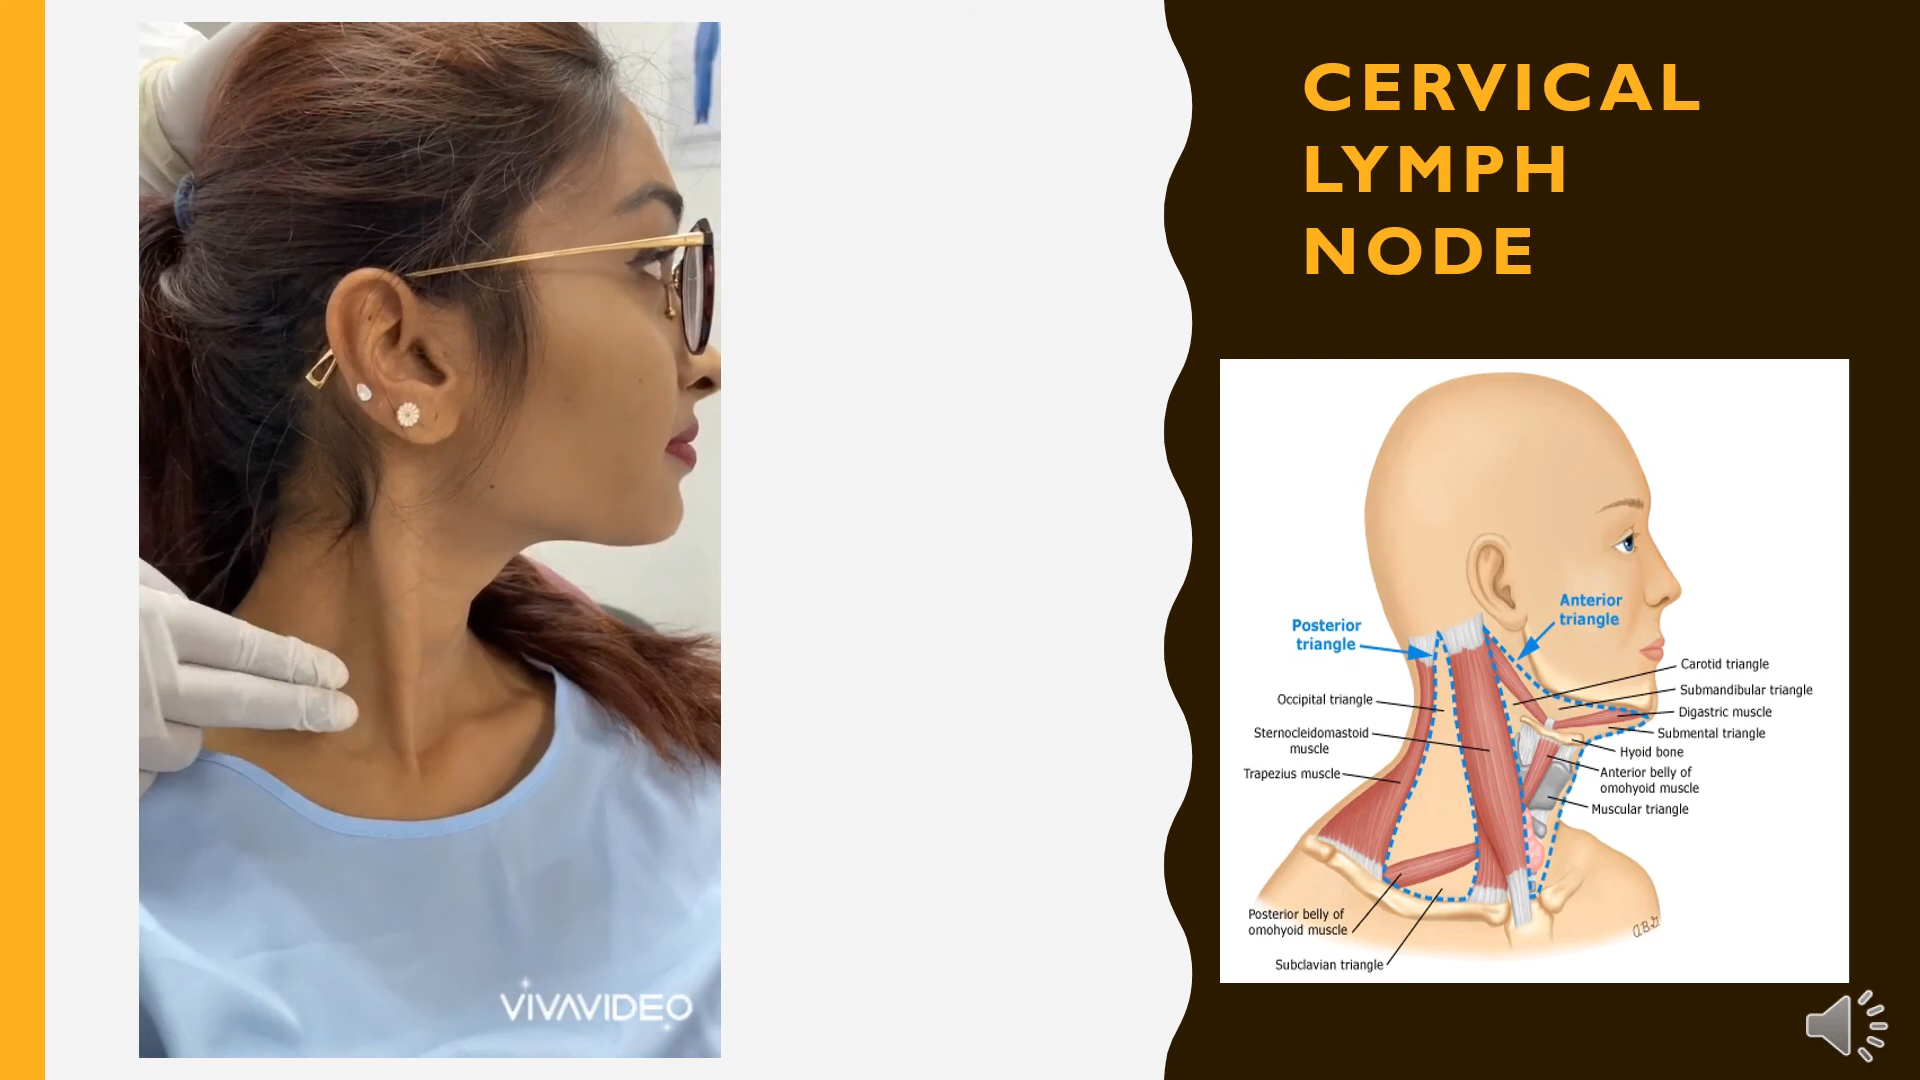 CERVICAL
LYMPH
NODE
Posterior
triangle
Anterior
triangle
Carotid triangle
Submandibular triangle
Digastric muscle
Submental triangle
Hyoid bone
Anterior belly of
omohyoid muscle
Muscular triangle
Occipital triangle
Sternocleidomastoid
muscle
Trapezius muscle
Posterior belly of
omohyoid muscle
Subclavian triangle
VIVAVIDEO